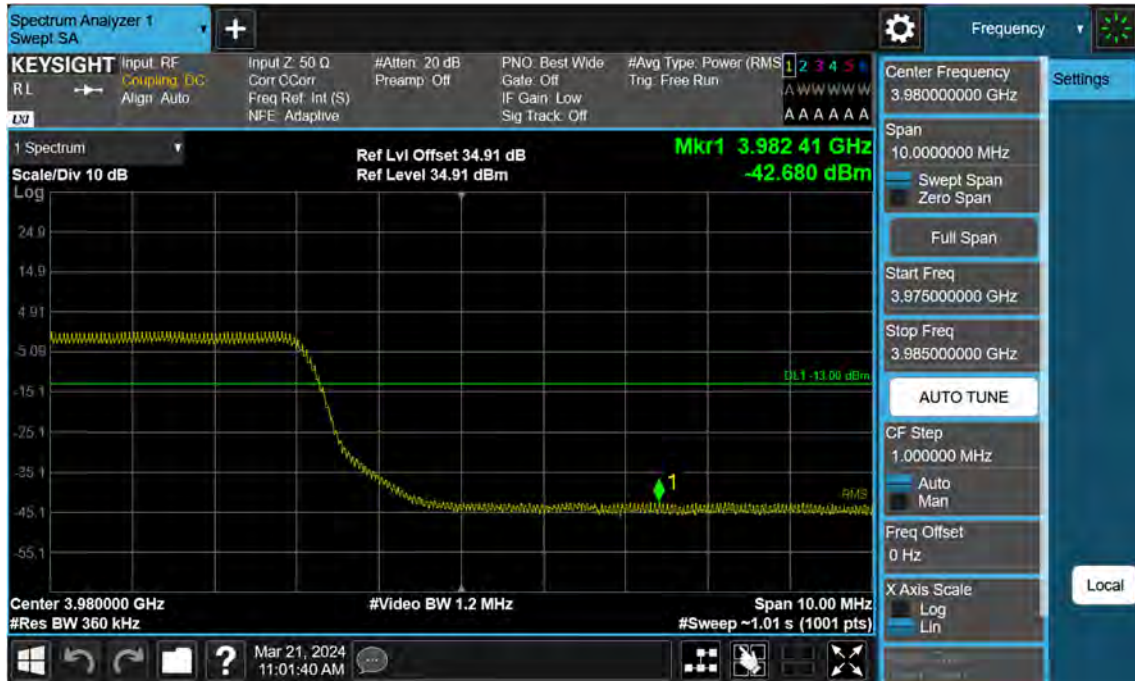 Spectrum Analyzer 1
Swept SA
Frequency
KEYSIGHT
RL
LXI
Input: RF
Coupling: DC
Align: Auto
Input Z: 50 Ω
Corr CCorr
Freq Ref: Int (S)
NFE: Adaptive
#Atten: 20 dB
Preamp: Off
PNO: Best Wide
Gate: Off
IF Gain: Low
Sig Track: Off
#Avg Type: Power (RMS
Trig: Free Run
1 2 3 4 5 6
A W W W W W
A A A A A A
1 Spectrum
Scale/Div 10 dB
Ref Lvl Offset 34.91 dB
Ref Level 34.91 dBm
Mkr1 3.982 41 GHz
-42.680 dBm
Log
24.9
14.9
4.91
-5.09
-15.1
-25.1
-35.1
-45.1
-55.1
DL1 -13.00 dBm
1
RMS
Center 3.980000 GHz
#Video BW 1.2 MHz
Span 10.00 MHz
#Res BW 360 kHz
#Sweep ~1.01 s (1001 pts)
Mar 21, 2024
11:01:40 AM
?
Center Frequency
3.980000000 GHz
Settings
Span
10.0000000 MHz
Swept Span
Zero Span
Full Span
Start Freq
3.975000000 GHz
Stop Freq
3.985000000 GHz
AUTO TUNE
CF Step
1.000000 MHz
Auto
Man
Freq Offset
0 Hz
X Axis Scale
Log
Lin
Local